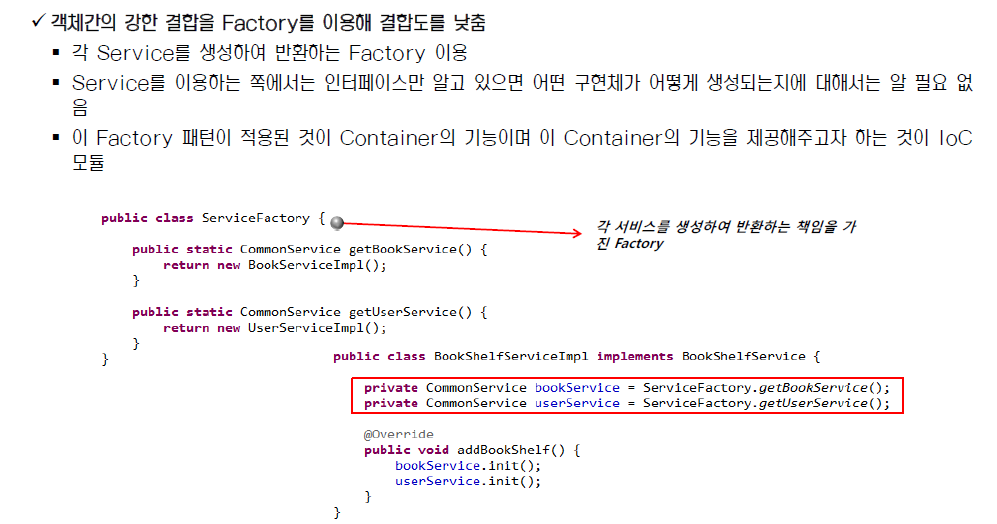 ✓ 객체간의 강한 결합을 Factory를 이용해 결합도를 낮춤
▪ 각 Service를 생성하여 반환하는 Factory 이용
▪ Service를 이용하는 쪽에서는 인터페이스만 알고 있으면 어떤 구현체가 어떻게 생성되는지에 대해서는 알 필요 없
음
▪ 이 Factory 패턴이 적용된 것이 Container의 기능이며 이 Container의 기능을 제공해주고자 하는 것이 IoC
모듈
public class ServiceFactory {
각 서비스를 생성하여 반환하는 책임을 가
진 Factory
public static CommonService getBookService() {
return new BookServiceImpl();
}
public static CommonService getUserService() {
return new UserServiceImpl();
}
}
public class BookShelfServiceImpl implements BookShelfService {
private CommonService bookService = ServiceFactory.getBookService();
private CommonService userService = ServiceFactory.getUserService();
@Override
public void addBookShelf() {
bookService.init();
userService.init();
}
}